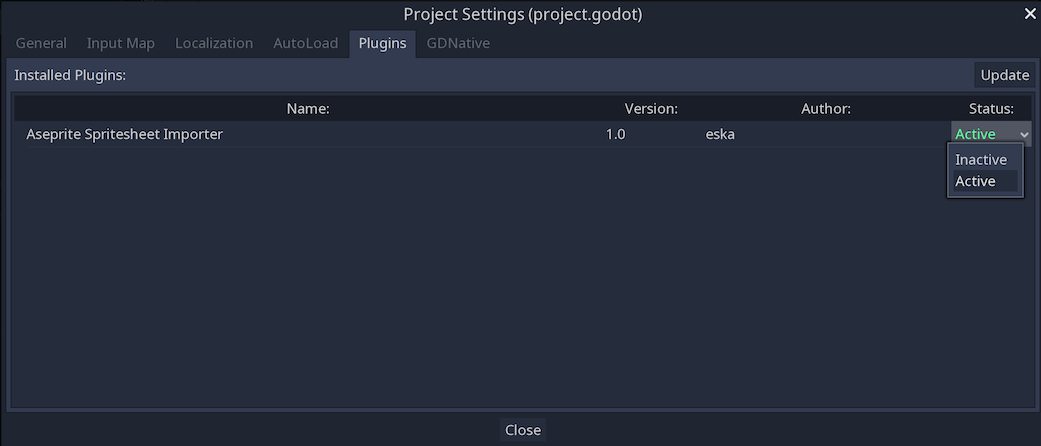 Project Settings (project.godot)
General Input Map Localization AutoLoad Plugins GDNative
Installed Plugins: Update
Name: Version: Author: Status:
Aseprite Spritesheet Importer 1.0 eska Active
Inactive
Active
Close